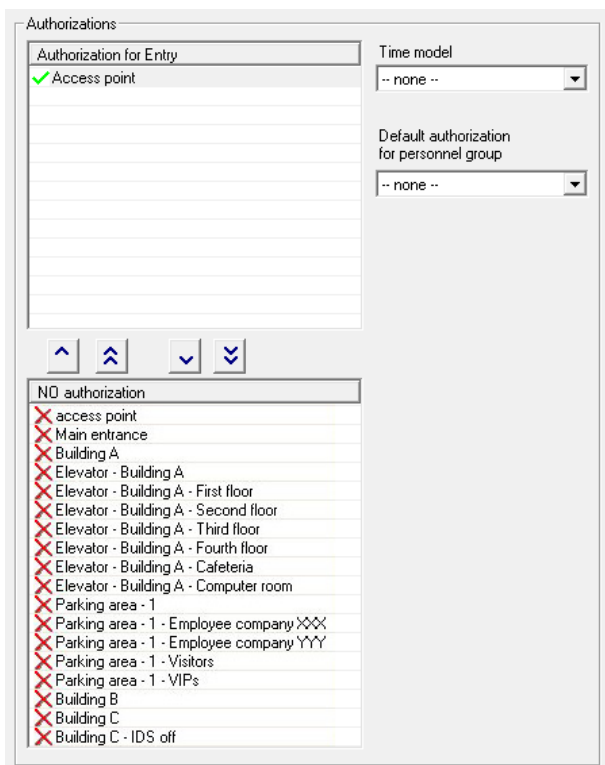 Authorizations
Authorization for Entry
Access point
Time model
-- none --
Default authorization
for personnel group
-- none --
NO authorization
access point
Main entrance
Building A
Elevator - Building A
Elevator - Building A - First floor
Elevator - Building A - Second floor
Elevator - Building A - Third floor
Elevator - Building A - Fourth floor
Elevator - Building A - Cafeteria
Elevator - Building A - Computer room
Parking area - 1
Parking area - 1 - Employee company XXX
Parking area - 1 - Employee company YYY
Parking area - 1 - Visitors
Parking area - 1 - VIPs
Building B
Building C
Building C - IDS off